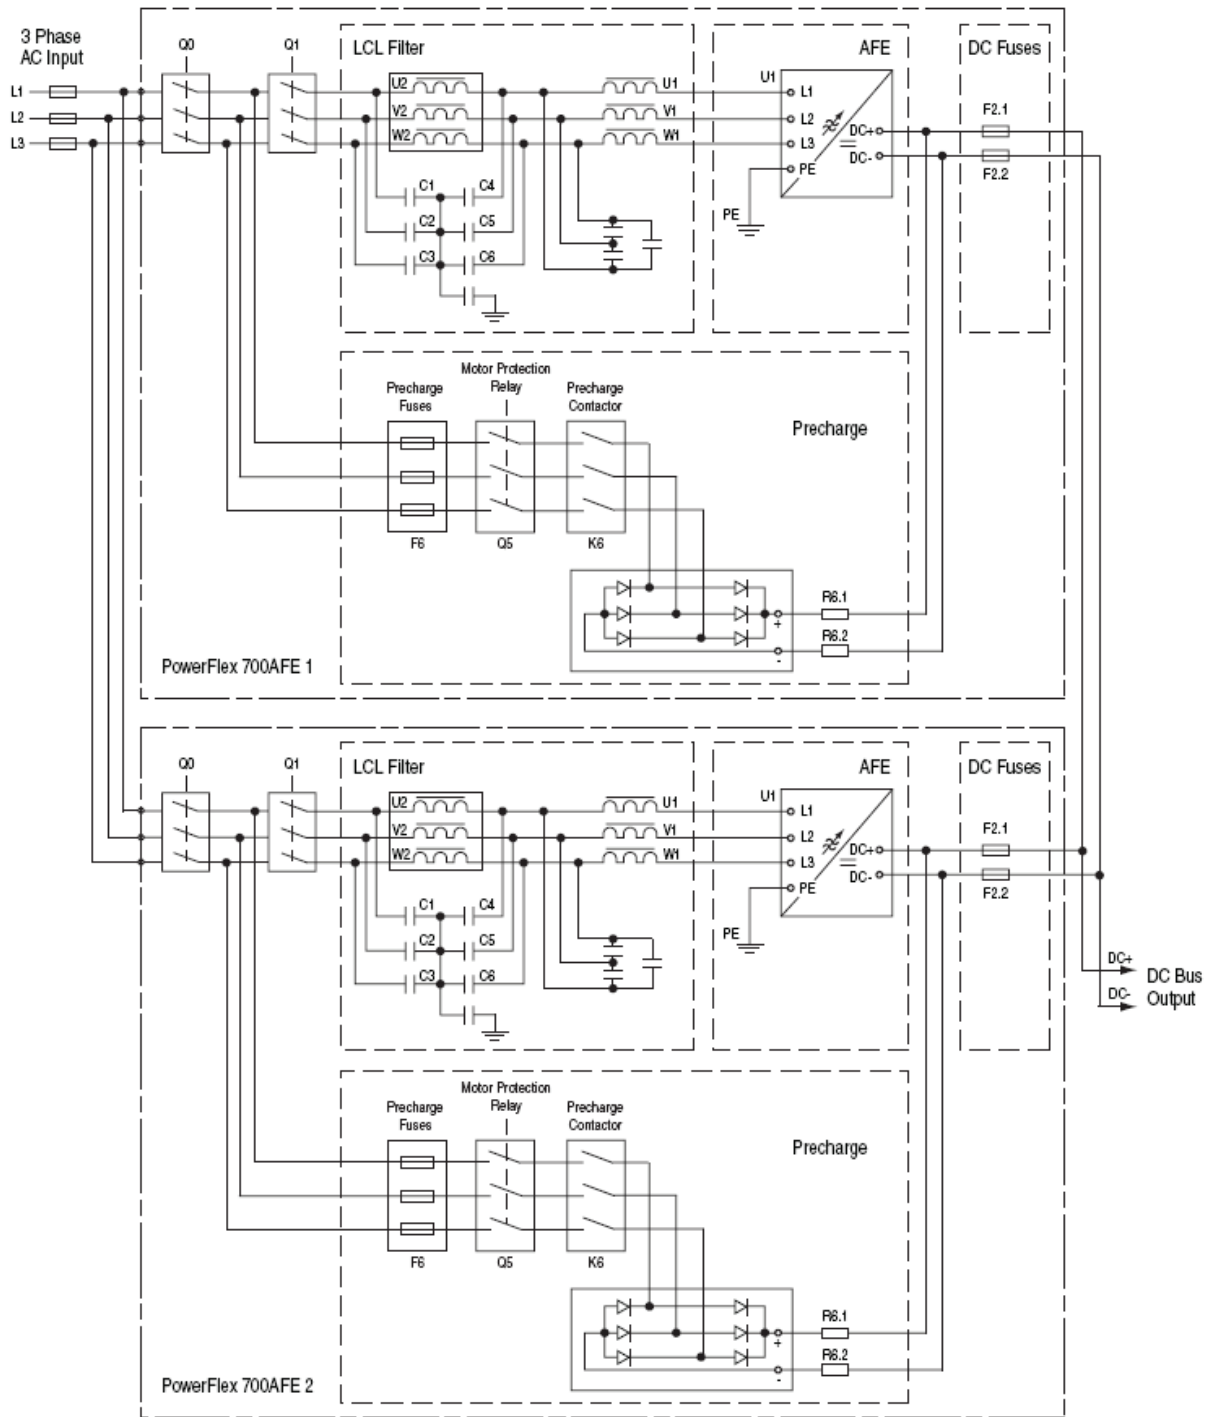 3 Phase
AC Input
Q0
Q1
LCL Filter
AFE
DC Fuses
L1
L2
L3
U2
V2
W2
U1
V1
W1
U1
L1
L2
L3
PE
DC+
DC-
F2.1
F2.2
C1
C4
C2
C5
C3
C6
PE
Motor Protection
Relay
Precharge
Fuses
Precharge
Contactor
Precharge
F6
Q5
K6
R6.1
+
R6.2
-
PowerFlex 700AFE 1
Q0
Q1
LCL Filter
AFE
DC Fuses
U2
V2
W2
U1
V1
W1
U1
L1
L2
L3
PE
DC+
DC-
F2.1
F2.2
C1
C4
C2
C5
C3
C6
PE
DC+
DC-
DC Bus
Output
Motor Protection
Relay
Precharge
Fuses
Precharge
Contactor
Precharge
F6
Q5
K6
R6.1
+
R6.2
-
PowerFlex 700AFE 2